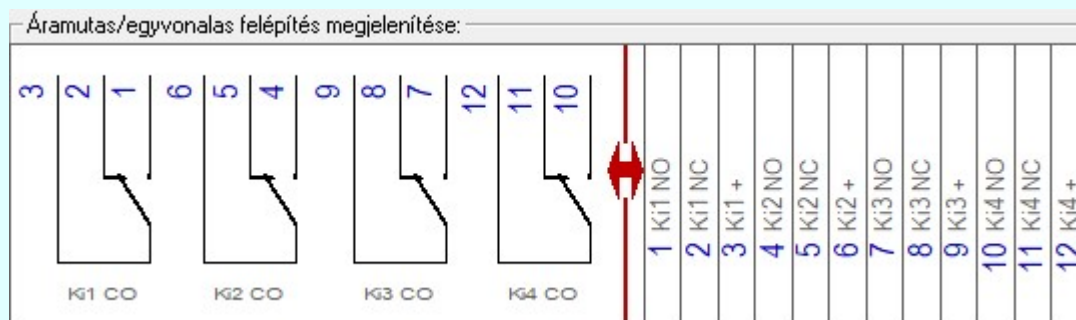 Áramutas/egyvonalas felépítés megjelenítése:
3 2 1 6 5 4 9 8 7 12 11 10
Ki1 CO Ki2 CO Ki3 CO Ki4 CO
1 Ki1 NO
2 Ki1 NC
3 Ki1 +
4 Ki2 NO
5 Ki2 NC
6 Ki2 +
7 Ki3 NO
8 Ki3 NC
9 Ki3 +
10 Ki4 NO
11 Ki4 NC
12 Ki4 +